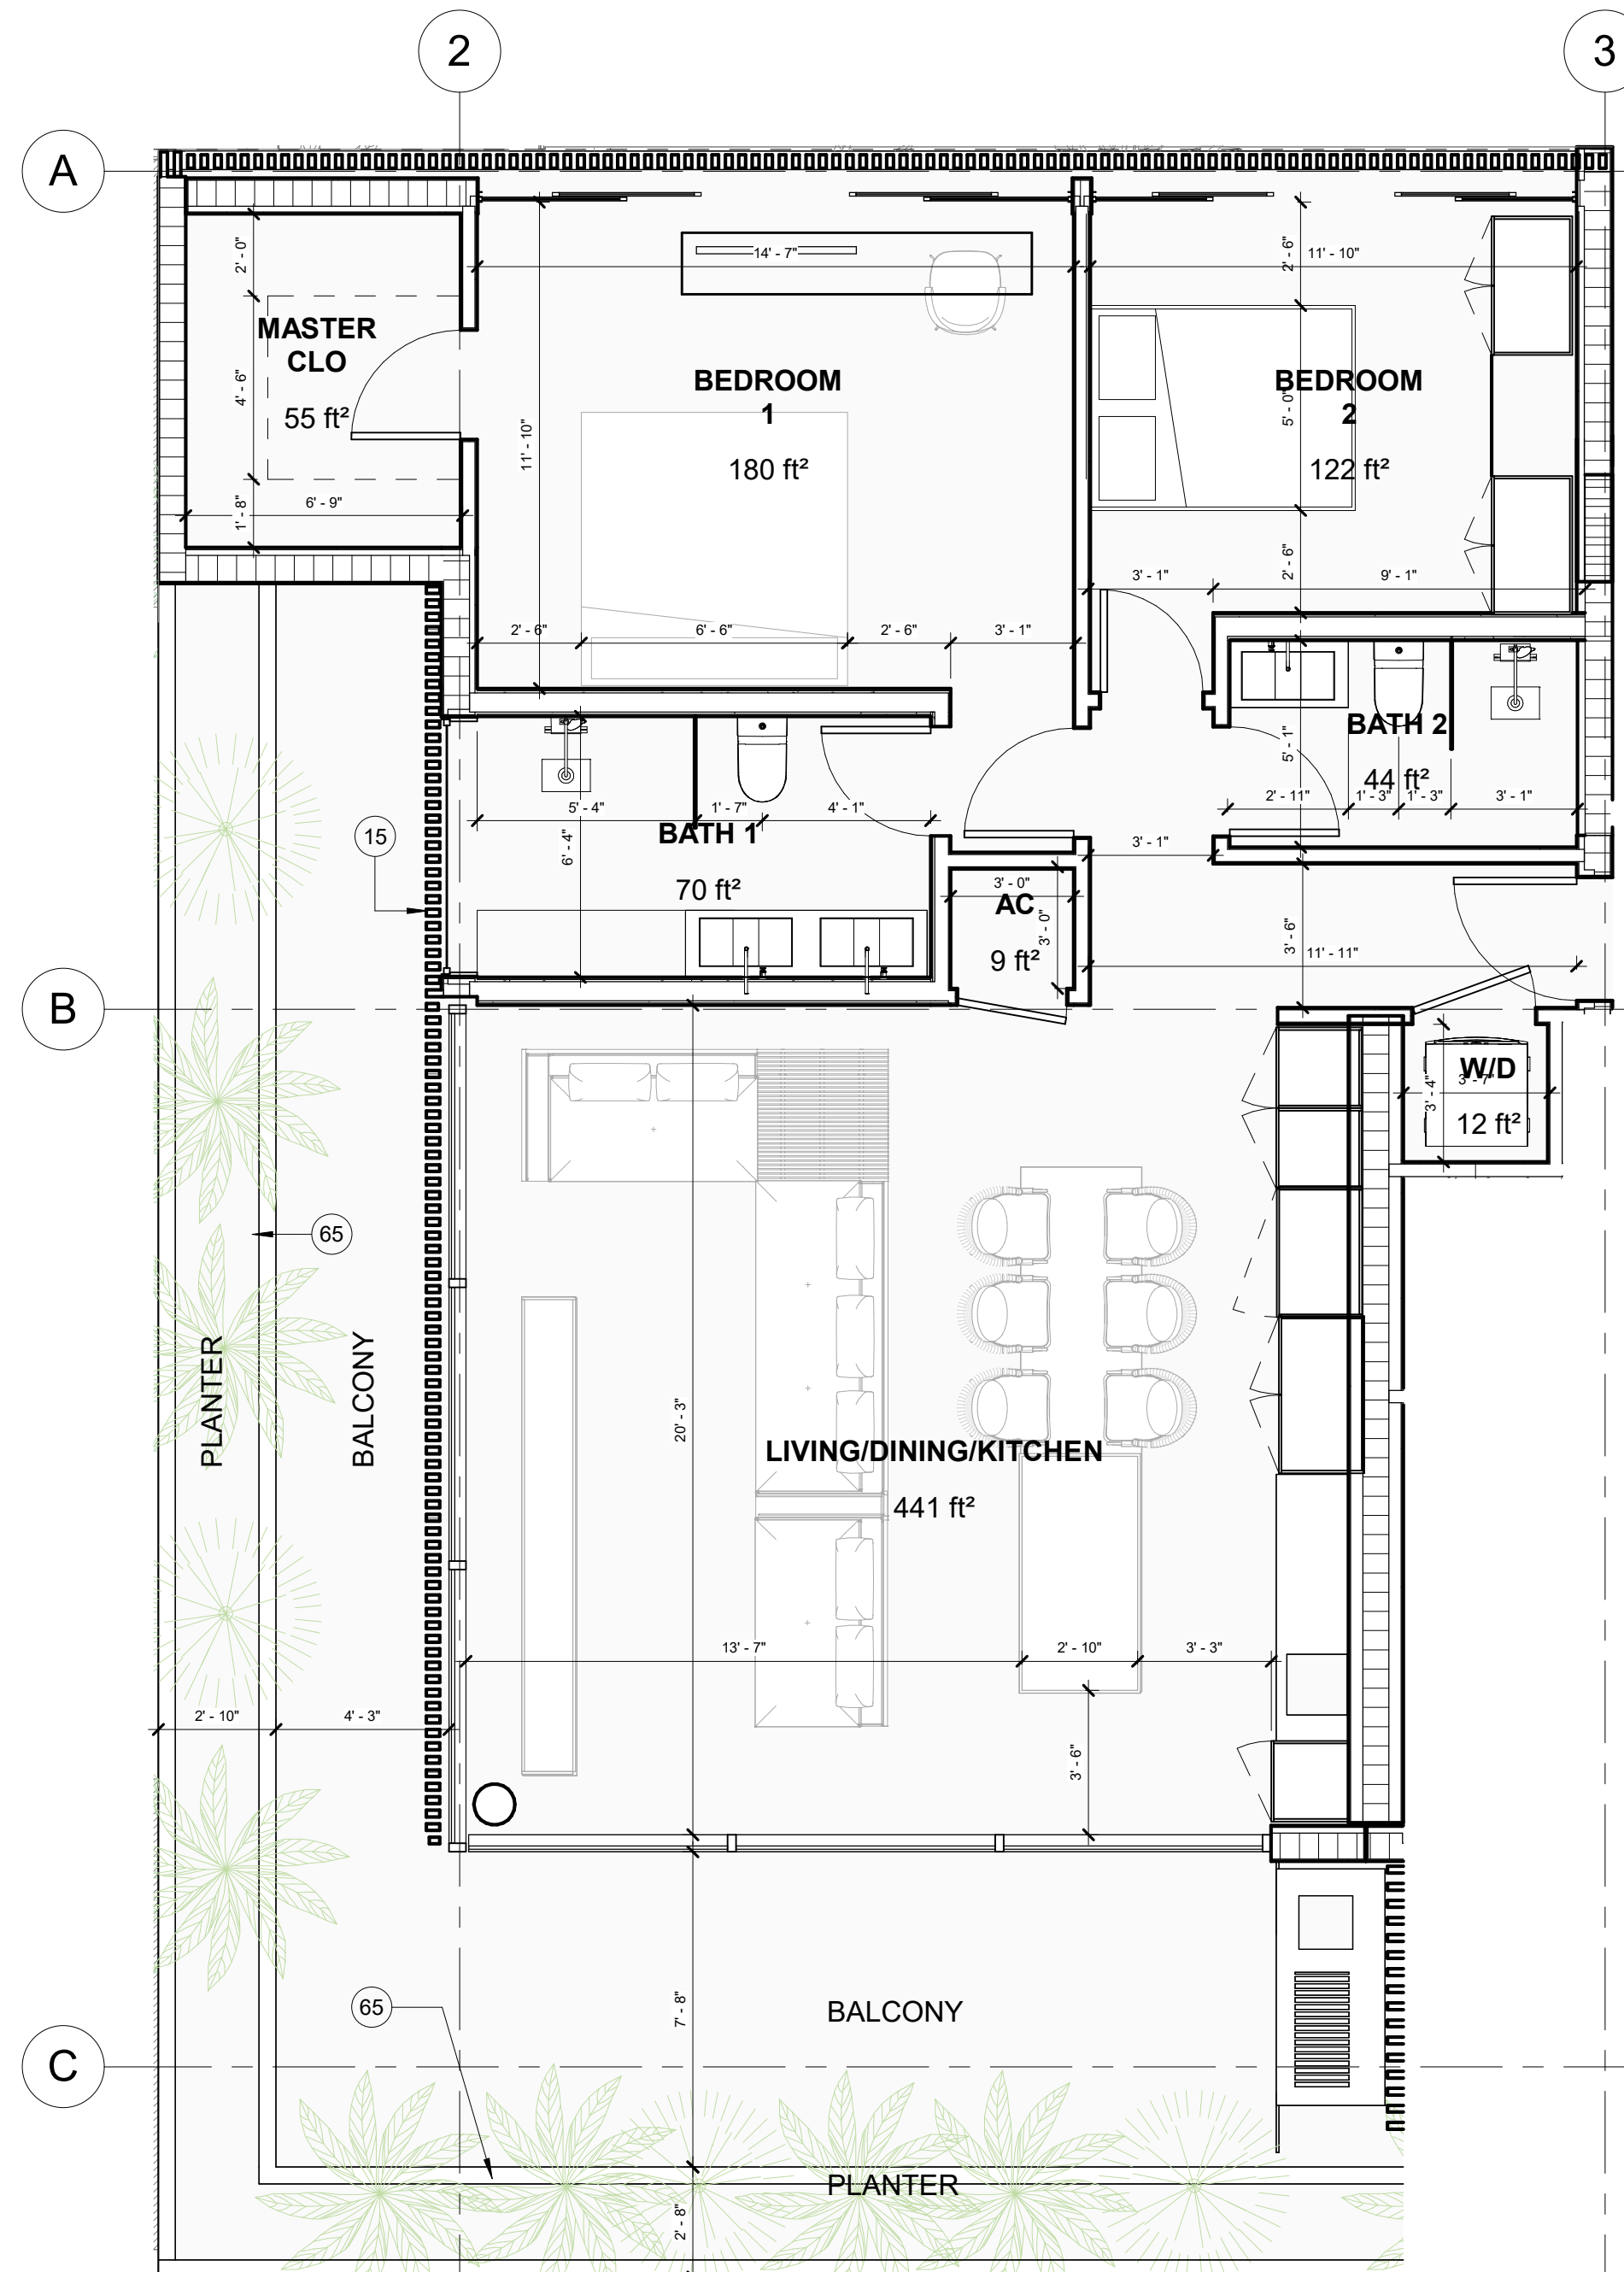 2
3
A
2' - 0"
14' - 7"
2' - 6"
11' - 10"
MASTER
CLO
55 ft²
4' - 6"
BEDROOM
1
180 ft²
11' - 10"
BEDROOM
2
122 ft²
5' - 0"
1' - 8"
6' - 9"
2' - 6"
3' - 1"
9' - 1"
2' - 6"
6' - 6"
2' - 6"
3' - 1"
BATH 2
44 ft²
5' - 1"
2' - 11"
1' - 3"
1' - 3"
3' - 1"
5' - 4"
1' - 7"
4' - 1"
15
BATH 1
70 ft²
6' - 4"
3' - 1"
3' - 0"
AC
9 ft²
3' - 0"
3' - 6"
11' - 11"
B
W/D
3' - 7"
3' - 4"
12 ft²
65
PLANTER
BALCONY
20' - 3"
LIVING/DINING/KITCHEN
441 ft²
13' - 7"
2' - 10"
3' - 3"
2' - 10"
4' - 3"
3' - 6"
65
7' - 8"
BALCONY
C
PLANTER
2' - 8"